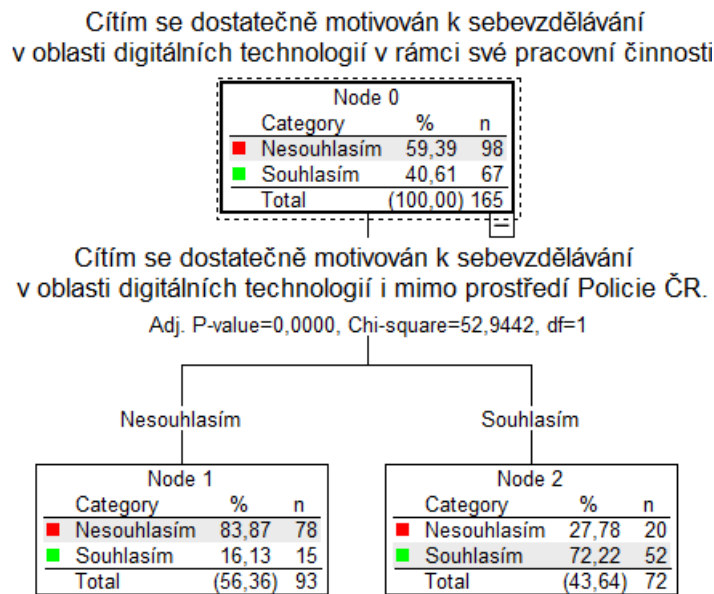 Cítím se dostatečně motivován k sebevzdělávání
v oblasti digitálních technologií v rámci své pracovní činnosti
Node 0
Category % n
Nesouhlasím 59,39 98
Souhlasím 40,61 67
Total (100,00) 165
Cítím se dostatečně motivován k sebevzdělávání
v oblasti digitálních technologií i mimo prostředí Policie ČR.
Adj. P-value=0,0000, Chi-square=52,9442, df=1
Nesouhlasím
Souhlasím
Node 1
Category % n
Nesouhlasím 83,87 78
Souhlasím 16,13 15
Total (56,36) 93
Node 2
Category % n
Nesouhlasím 27,78 20
Souhlasím 72,22 52
Total (43,64) 72